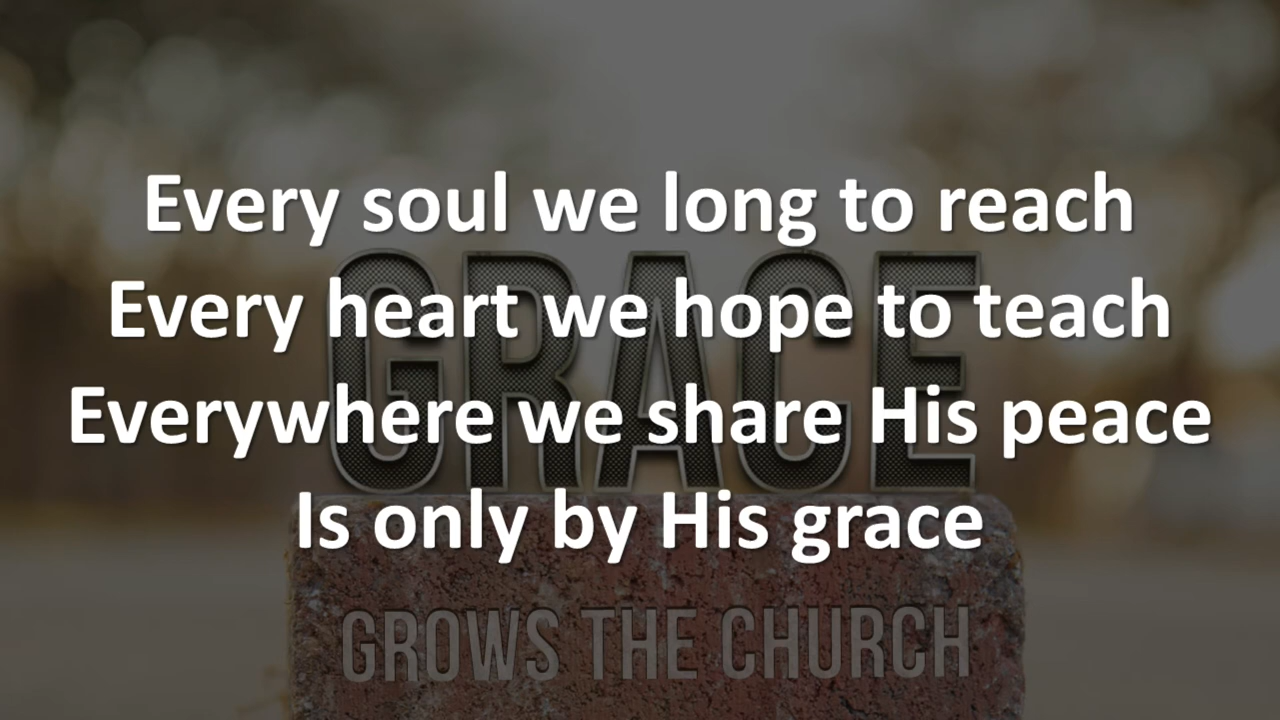 Every soul we long to reach
Every heart we hope to teach
Everywhere we share His peace
Is only by His grace
GRACE
GROWS THE CHURCH